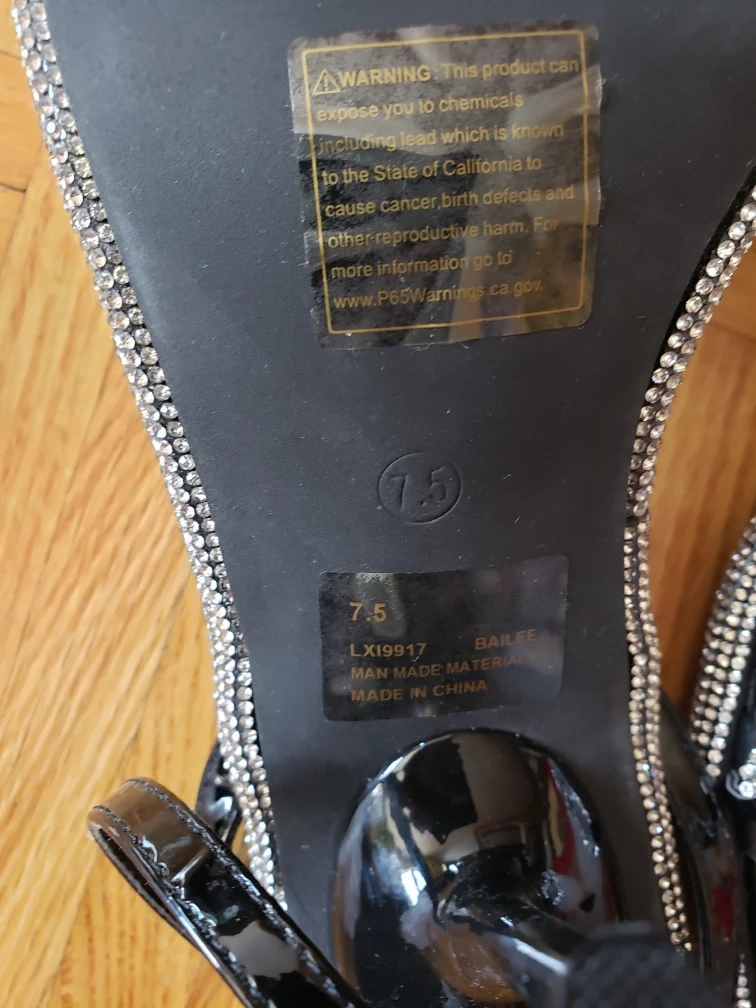 ⚠WARNING: This product can
expose you to chemicals
including lead which is known
to the State of California to
cause cancer,birth defects and
other reproductive harm. For
more information go to
www.P65Warnings.ca.gov.
7.5
7.5
LXI9917 BAILEE
MAN MADE MATERIAL
MADE IN CHINA